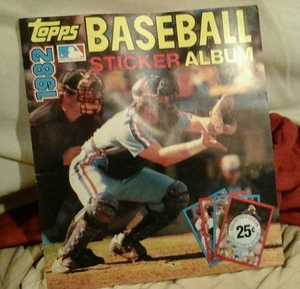 Topps
BASEBALL
1982
STICKER ALBUM
25¢